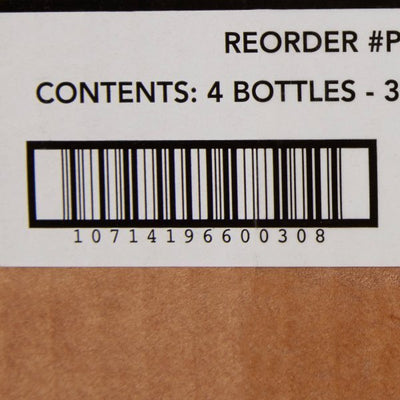 REORDER #P
CONTENTS: 4 BOTTLES - 3
10714196600308